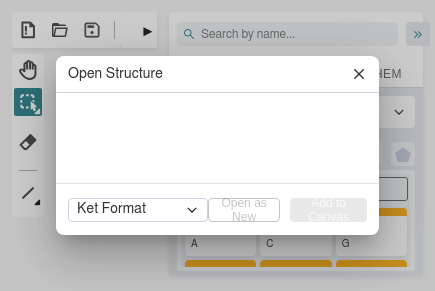 Search by name...
»
Open Structure
HEM
Ket Format
Open as
New
Add to
Canvas
A
C
G